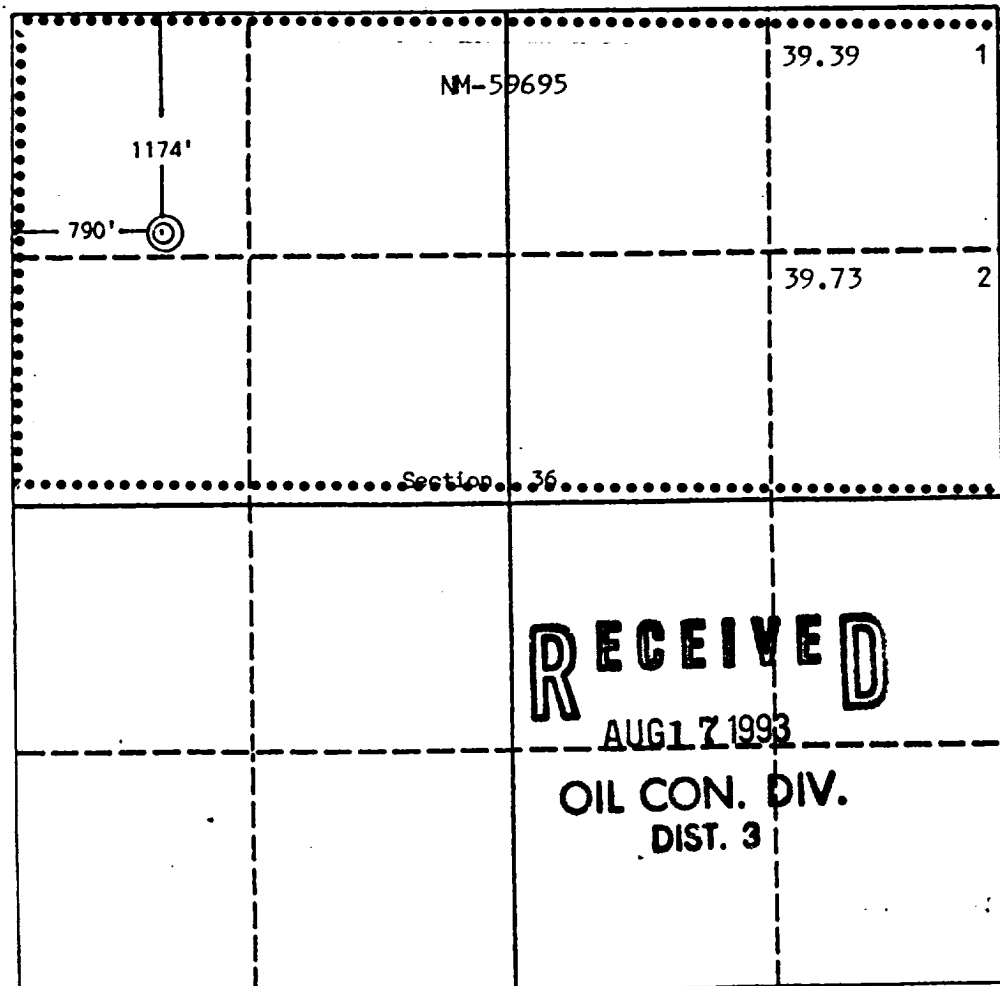 39.39 1
NM-59695
1174'
790'
39.73 2
Section 36
RECEIVED
AUG 17 1993
OIL CON. DIV.
DIST. 3